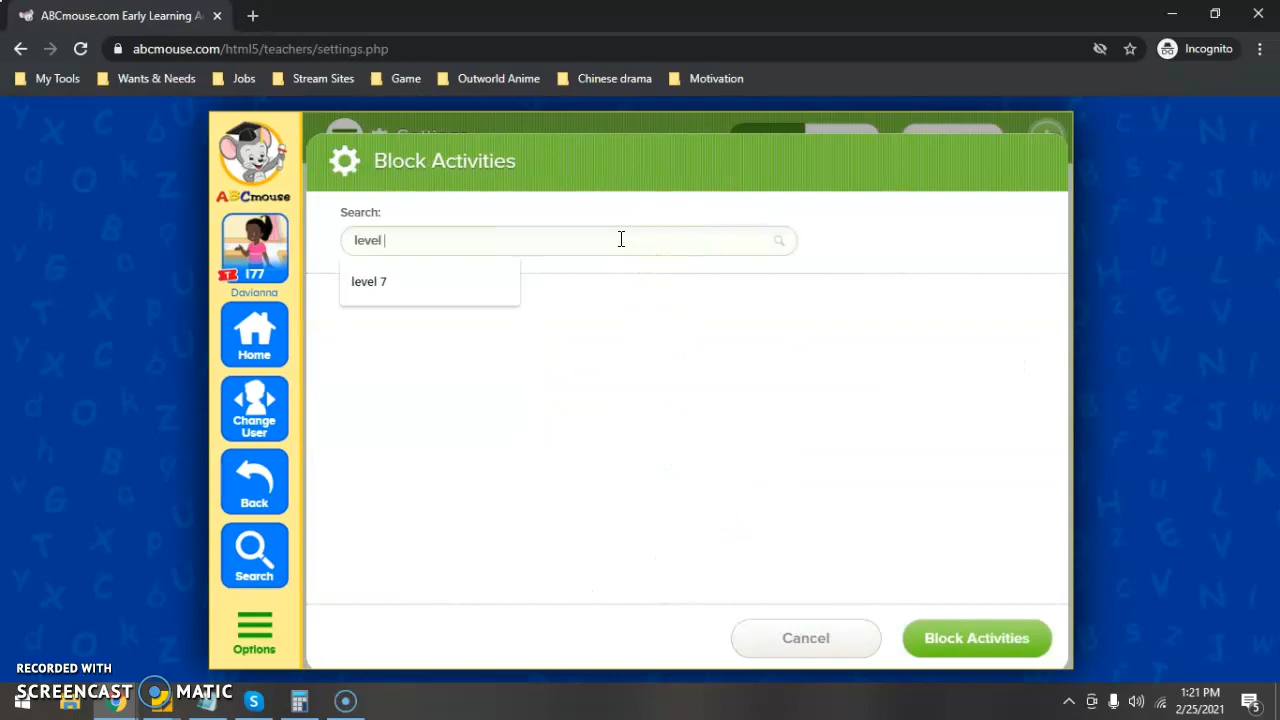 ABCmouse.com Early Learning A
abcmouse.com/html5/teachers/settings.php
Incognito
My Tools
Wants & Needs
Jobs
Stream Sites
Game
Outworld Anime
Chinese drama
Motivation
ABCmouse
177
Davianna
Home
Change
User
Back
Search
Options
Block Activities
Search:
level
level 7
Cancel
Block Activities
RECORDED WITH
SCREENCAST MATIC
1:21 PM
2/25/2021
5